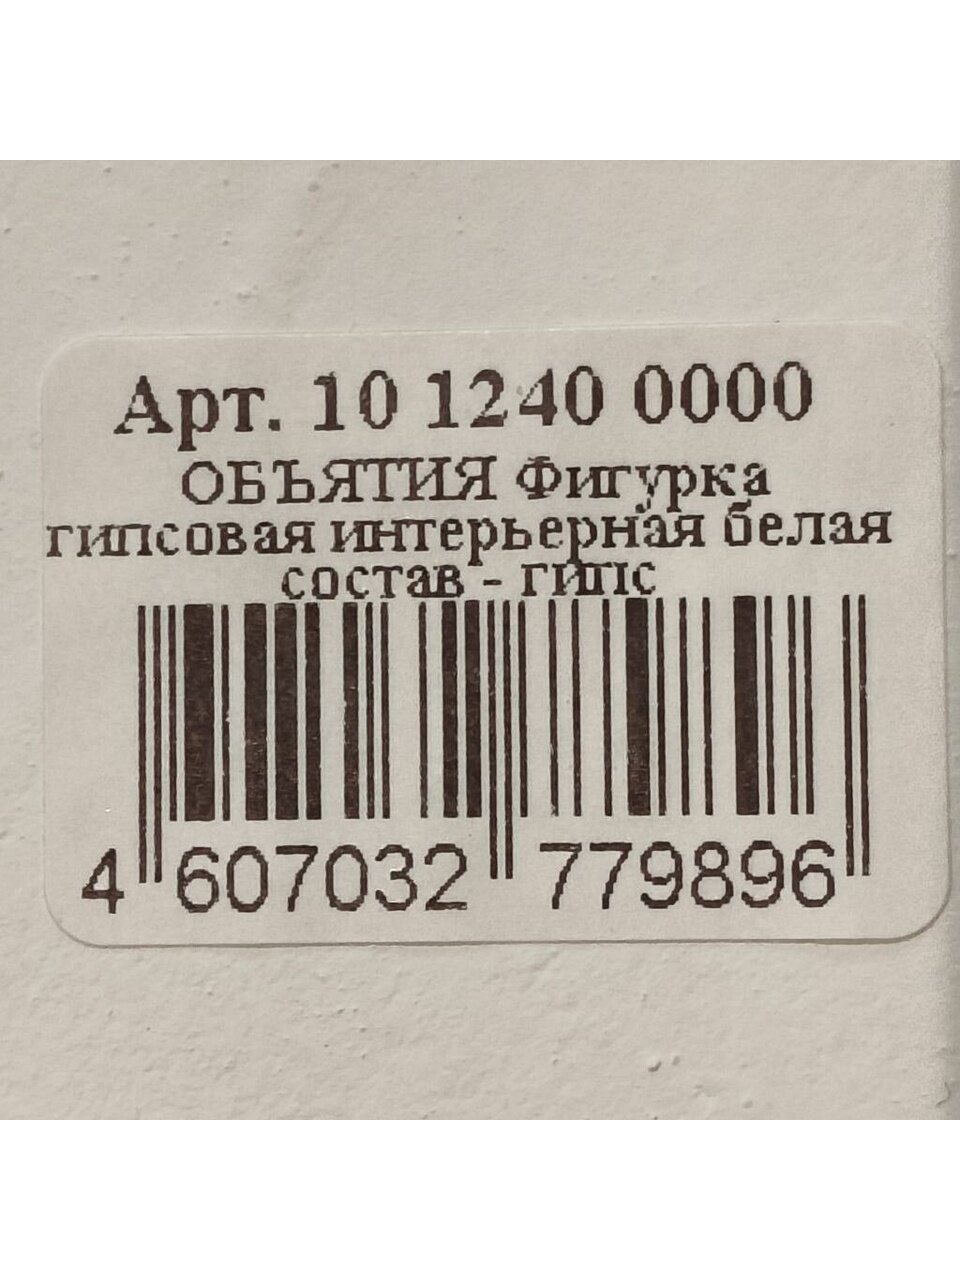 Арт. 10 1240 0000
ОБЪЯТИЯ Фигурка
гипсовая интерьерная белая
состав - гипс
4 607032 779896